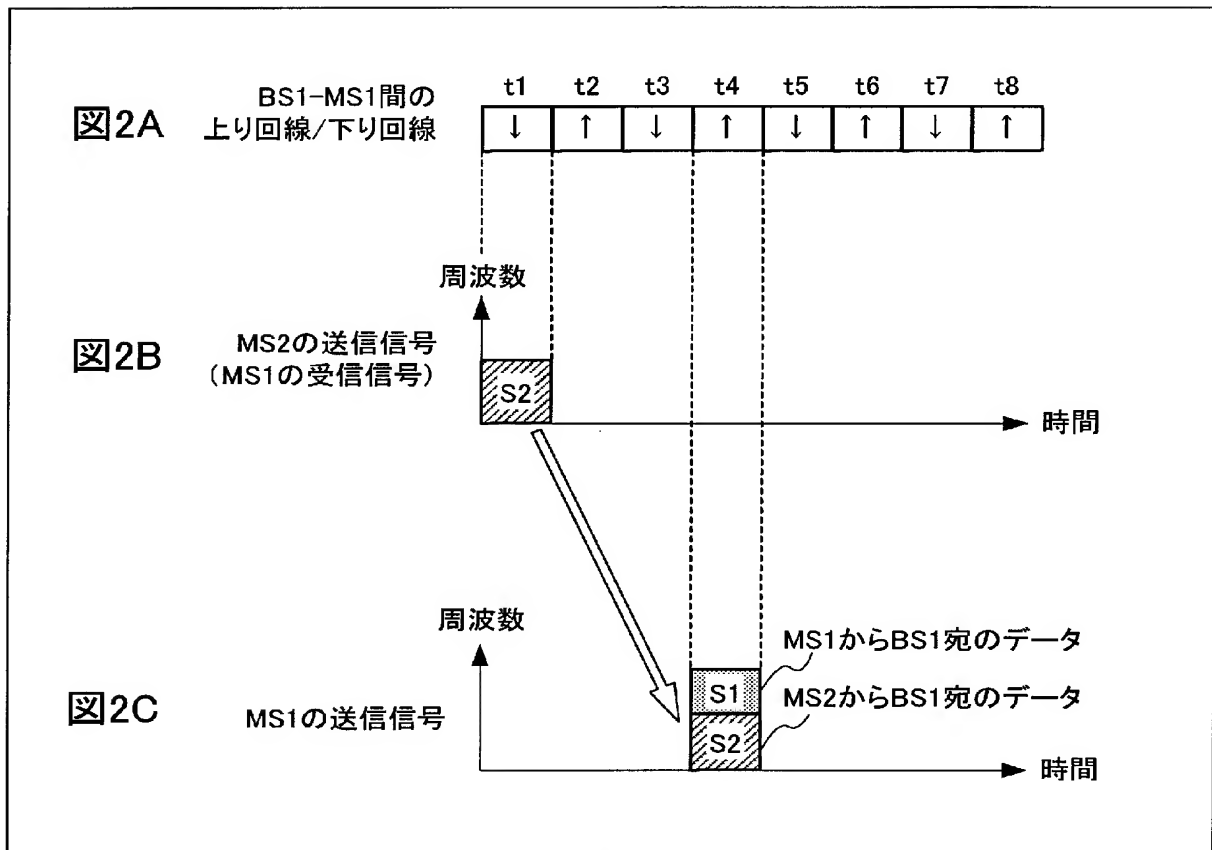 図2A
BS1-MS1間の
上り回線/下り回線
t1 t2 t3 t4 t5 t6 t7 t8
↓ ↑ ↓ ↑ ↓ ↑ ↓ ↑
図2B
周波数
MS2の送信信号
(MS1の受信信号)
S2
時間
図2C
周波数
MS1の送信信号
S1
MS1からBS1宛のデータ
S2
MS2からBS1宛のデータ
時間